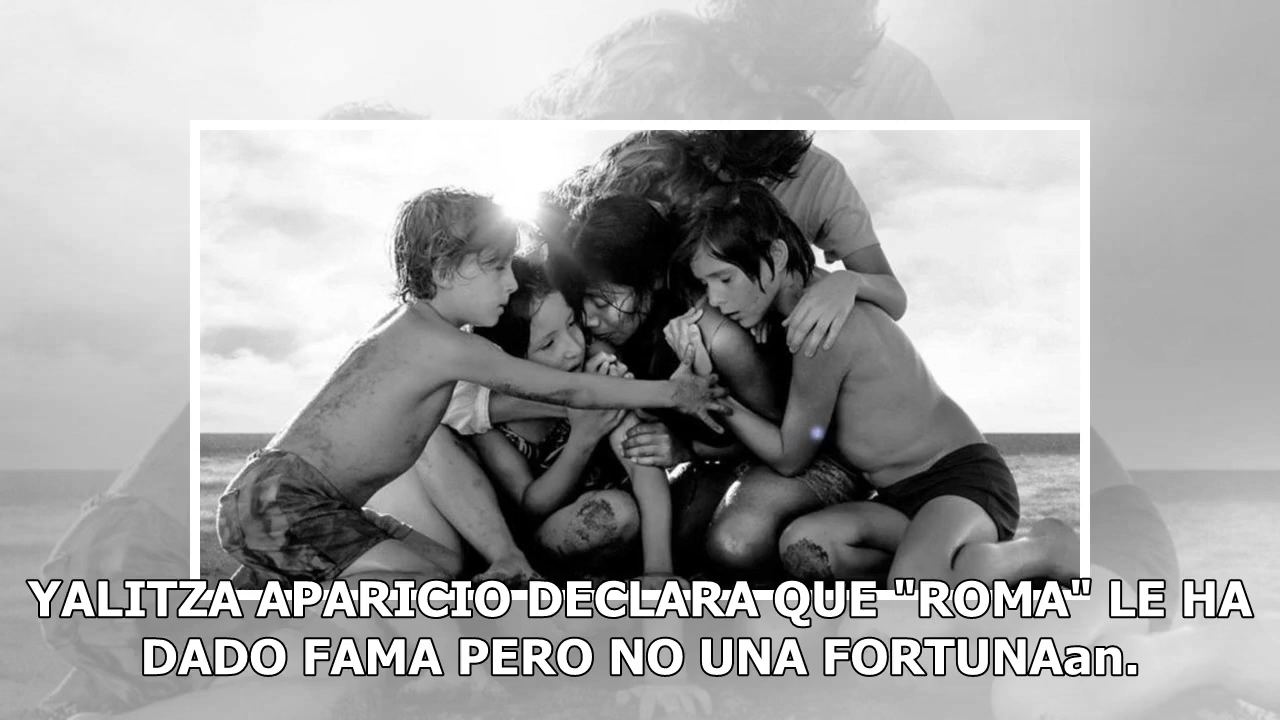 YALITZA APARICIO DECLARA QUE "ROMA" LE HA
DADO FAMA PERO NO UNA FORTUNAan.